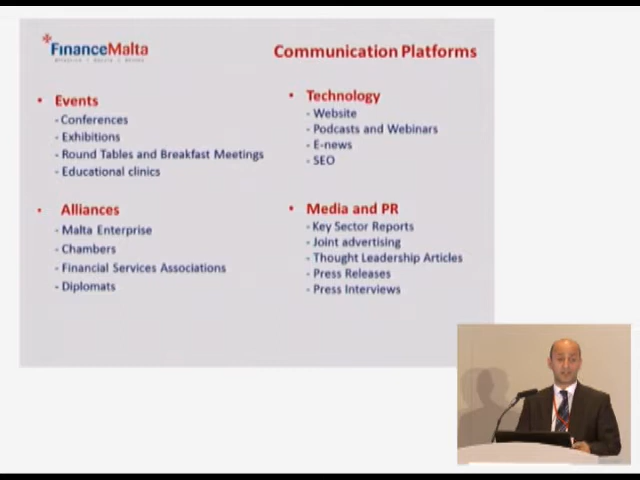 FinanceMalta
Communication Platforms
• Events
- Conferences
- Exhibitions
- Round Tables and Breakfast Meetings
- Educational clinics
• Technology
- Website
- Podcasts and Webinars
- E-news
- SEO
• Alliances
- Malta Enterprise
- Chambers
- Financial Services Associations
- Diplomats
• Media and PR
- Key Sector Reports
- Joint advertising
- Thought Leadership Articles
- Press Releases
- Press Interviews